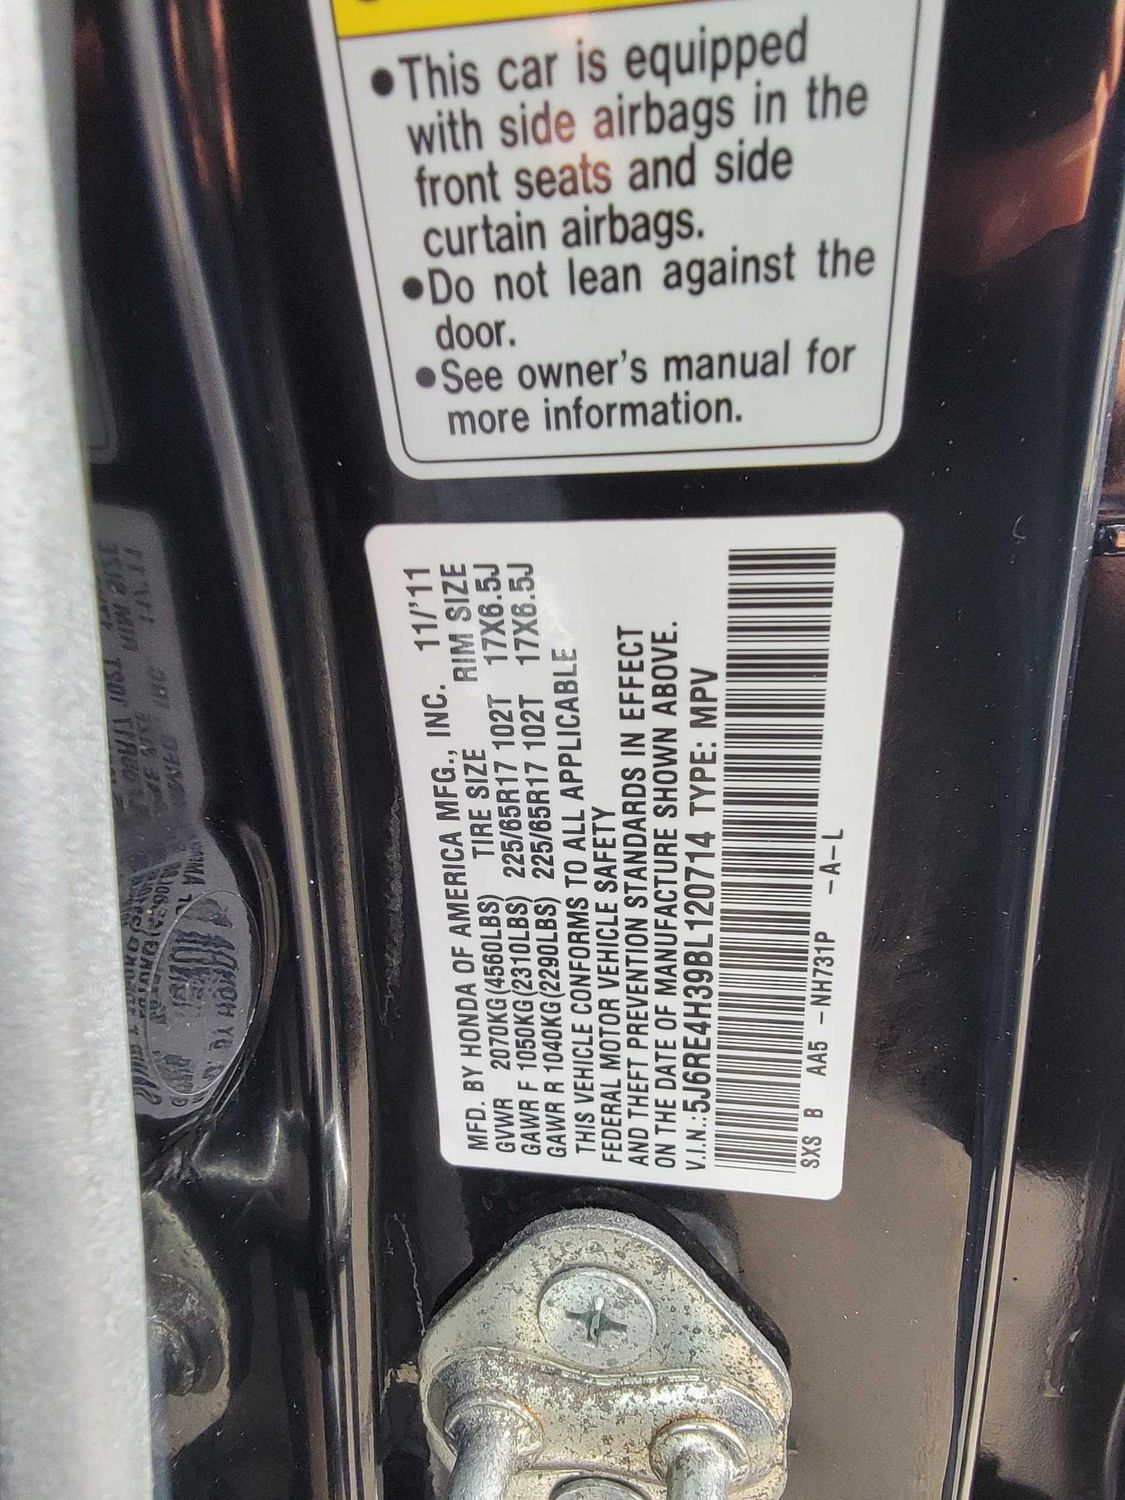 ●This car is equipped
with side airbags in the
front seats and side
curtain airbags.
●Do not lean against the
door.
●See owner's manual for
more information.
MFD. BY HONDA OF AMERICA MFG., INC. 11/'11
GVWR 2070KG(4560LBS) TIRE SIZE RIM SIZE
GAWR F 1050KG(2310LBS) 225/65R17 102T 17X6.5J
GAWR R 1040KG(2290LBS) 225/65R17 102T 17X6.5J
THIS VEHICLE CONFORMS TO ALL APPLICABLE
FEDERAL MOTOR VEHICLE SAFETY
AND THEFT PREVENTION STANDARDS IN EFFECT
ON THE DATE OF MANUFACTURE SHOWN ABOVE.
V.I.N.:5J6RE4H39BL120714 TYPE: MPV
SXS B AA5 -NH731P -A-L